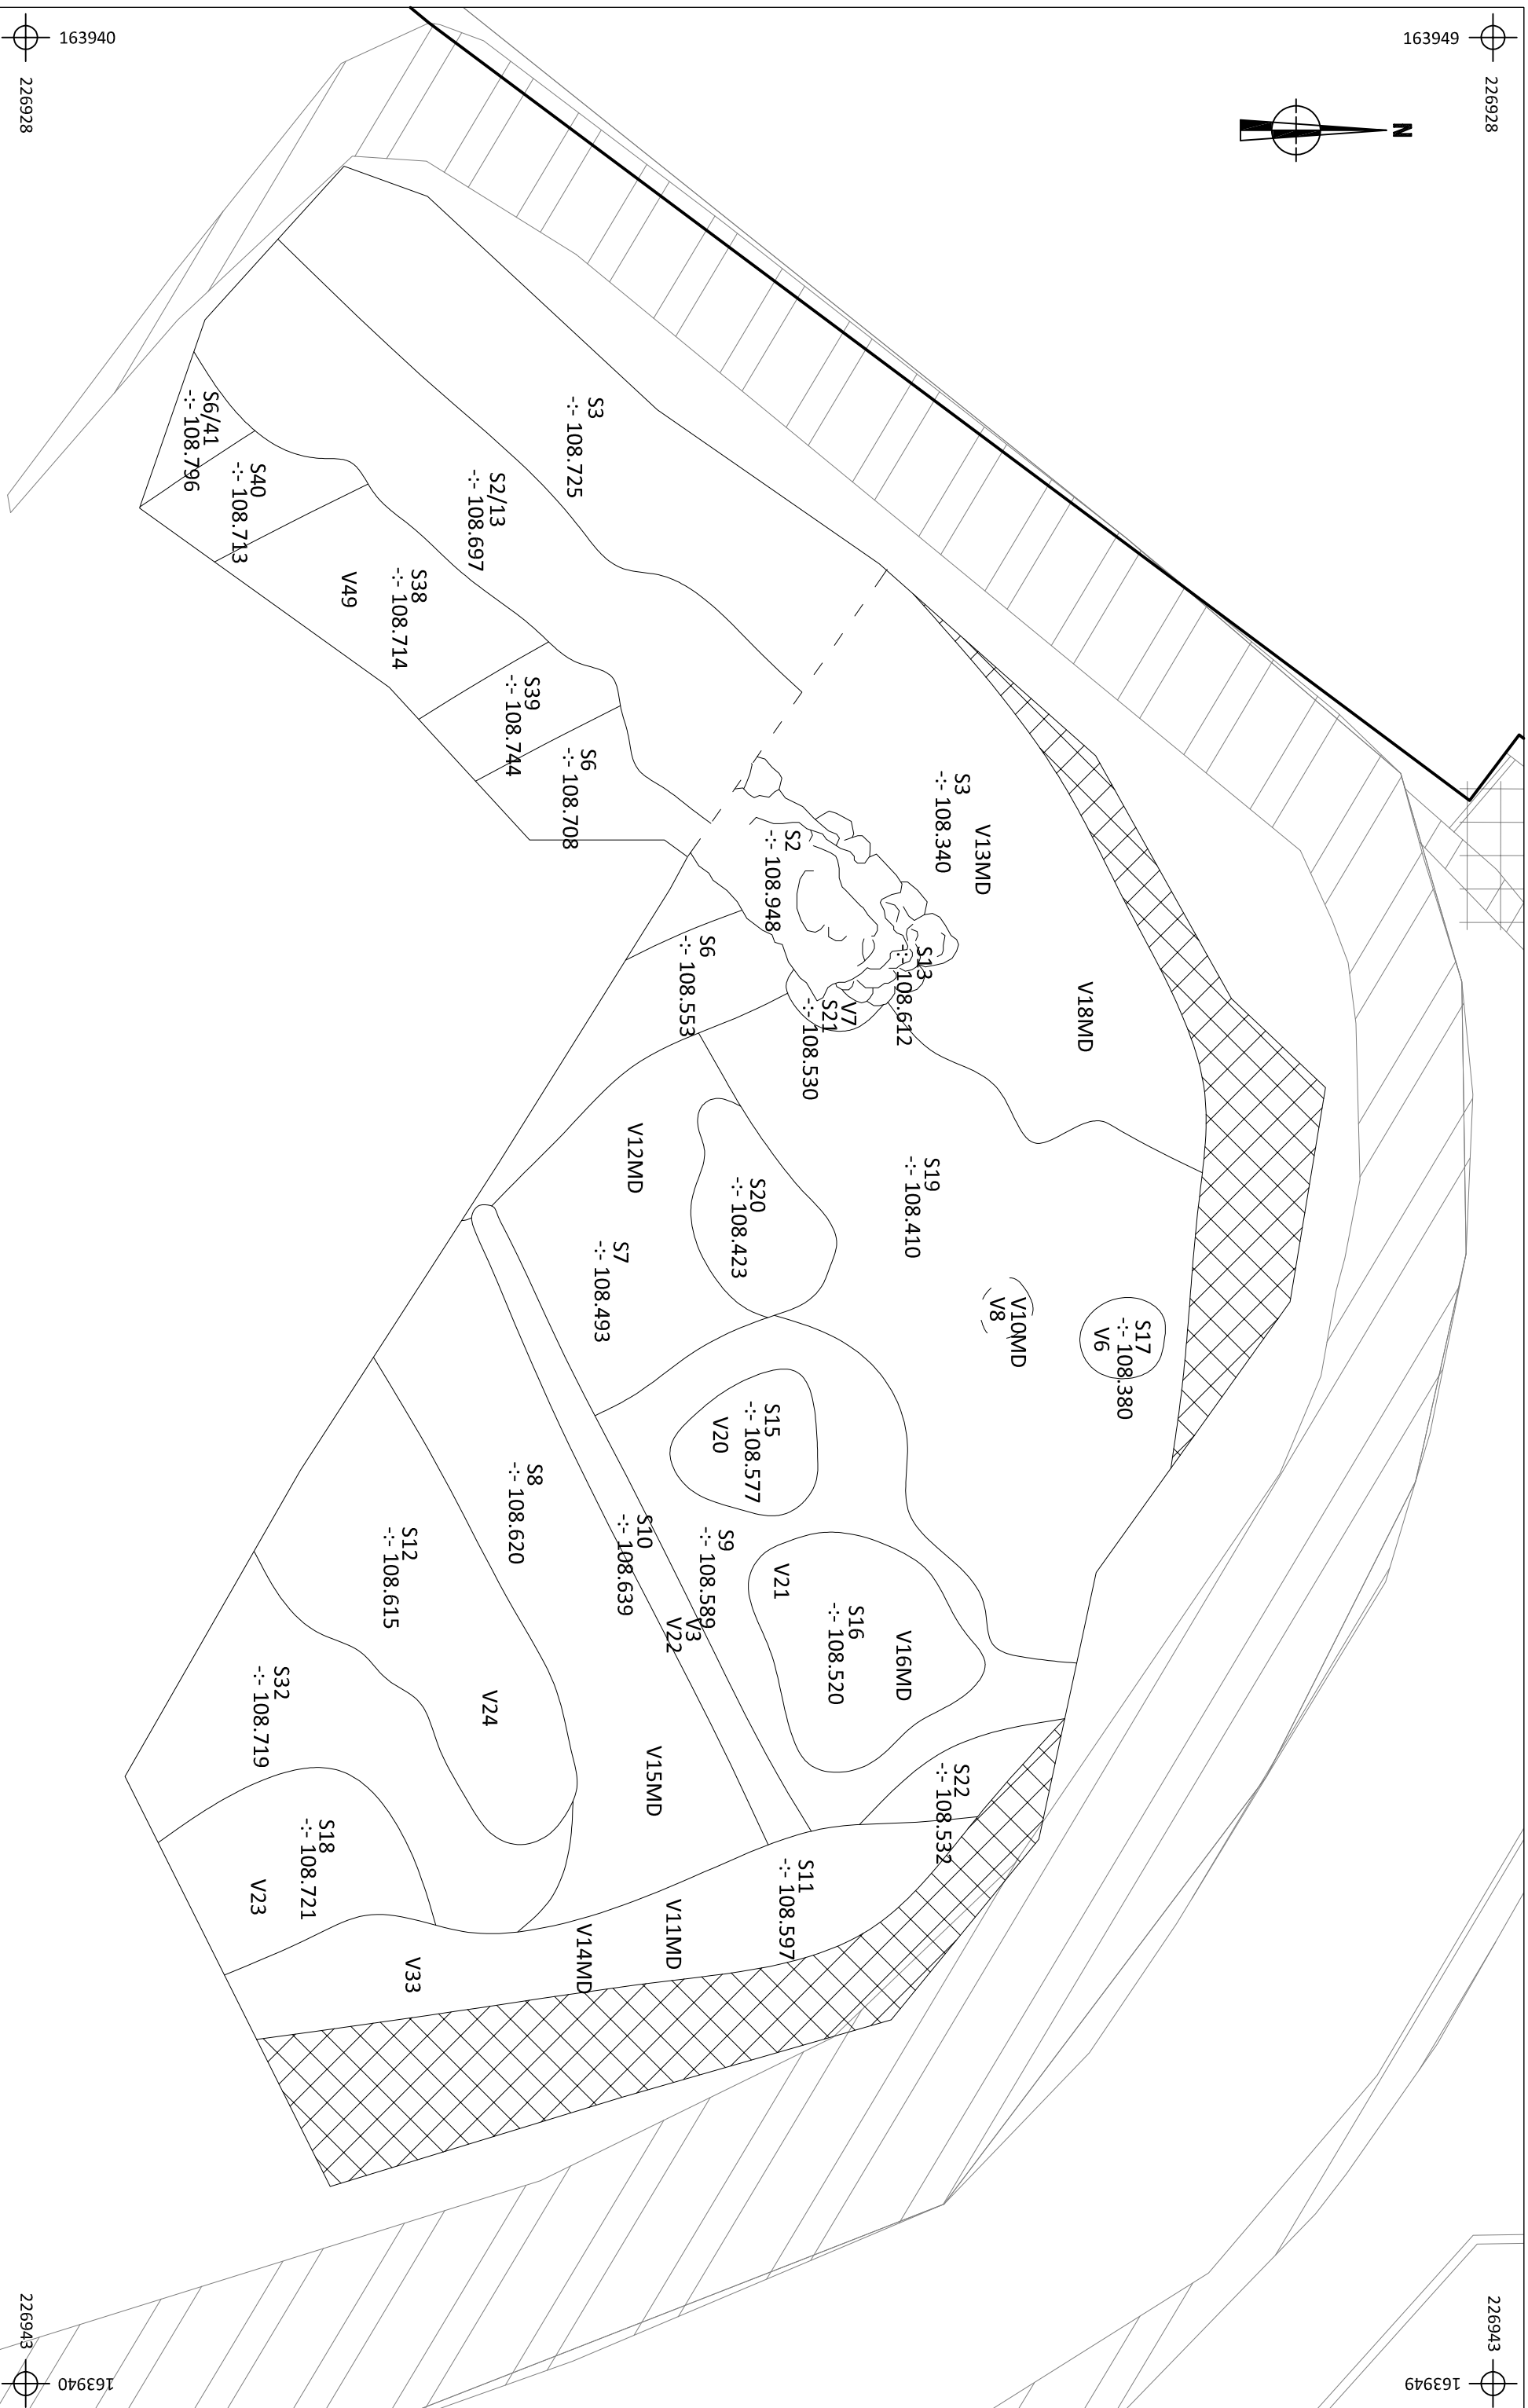 163940
226928
163949
226928
N
S3
-:- 108.725
S6/41
-:- 108.796
S40
-:- 108.713
S2/13
-:- 108.697
S38
-:- 108.714
V49
S39
-:- 108.744
S6
-:- 108.708
S3
-:- 108.340
V13MD
S2
-:- 108.948
S13
-:- 108.612
V7
S21
-:- 108.530
S6
-:- 108.553
V18MD
V12MD
S20
-:- 108.423
S19
-:- 108.410
S7
-:- 108.493
V10MD
V8
S17
-:- 108.380
V6
S15
-:- 108.577
V20
S8
-:- 108.620
S10
-:- 108.639
S9
-:- 108.589
V3
V22
V21
S16
-:- 108.520
V16MD
S12
-:- 108.615
S32
-:- 108.719
V24
V15MD
S22
-:- 108.532
S18
-:- 108.721
V23
S11
-:- 108.597
V11MD
V14MD
V33
226943
163940
226943
163949